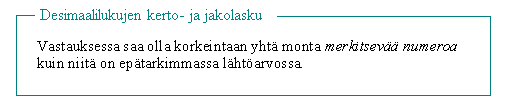 Desimaalilukujen kerto- ja jakolasku
Vastauksessa saa olla korkeintaan yhtä monta merkitsevää numeroa
kuin niitä on epätarkimmassa lähtöarvossa.